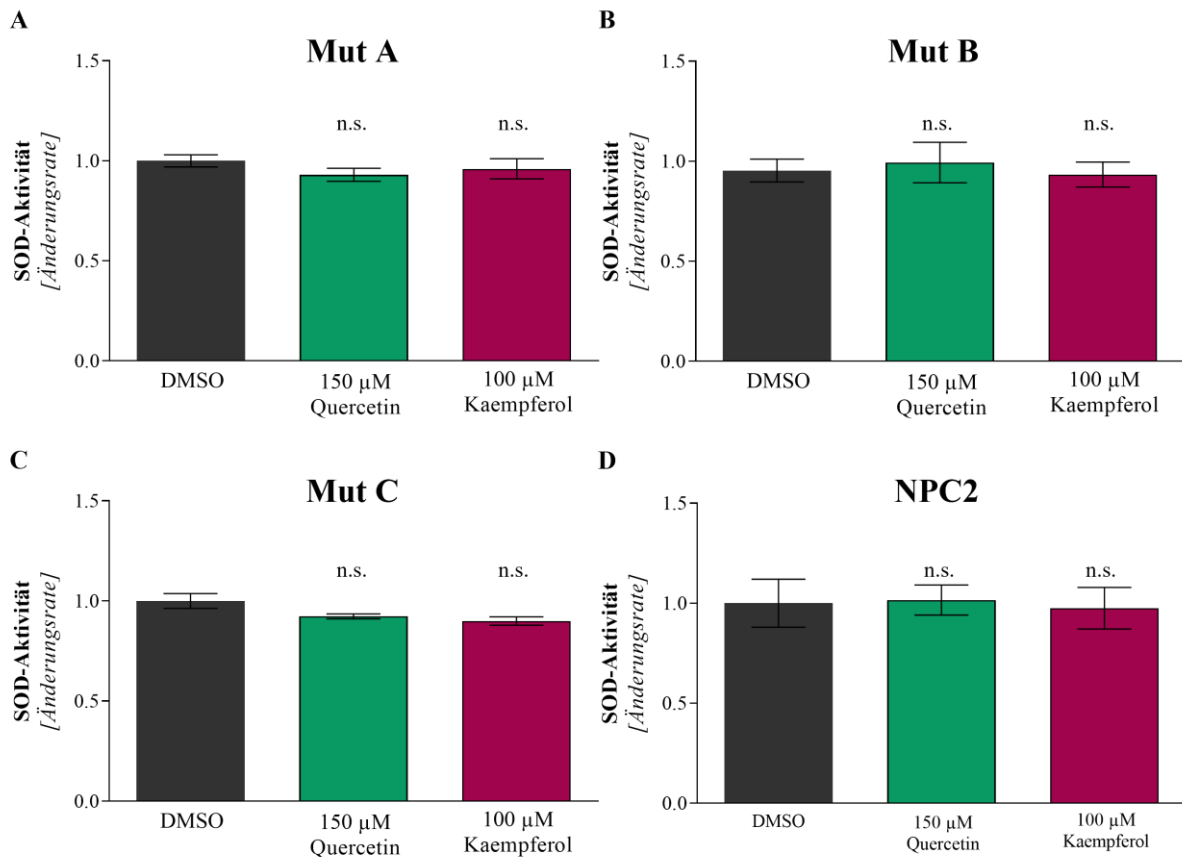 A
Mut A
SOD-Aktivität
[Änderungsrate]
1.5
1.0
0.5
0.0
n.s.
n.s.
DMSO
150 µM
Quercetin
100 µM
Kaempferol
B
Mut B
SOD-Aktivität
[Änderungsrate]
1.5
1.0
0.5
0.0
n.s.
n.s.
DMSO
150 µM
Quercetin
100 µM
Kaempferol
C
Mut C
SOD-Aktivität
[Änderungsrate]
1.5
1.0
0.5
0.0
n.s.
n.s.
DMSO
150 µM
Quercetin
100 µM
Kaempferol
D
NPC2
SOD-Aktivität
[Änderungsrate]
1.5
1.0
0.5
0.0
n.s.
n.s.
DMSO
150 µM
Quercetin
100 µM
Kaempferol